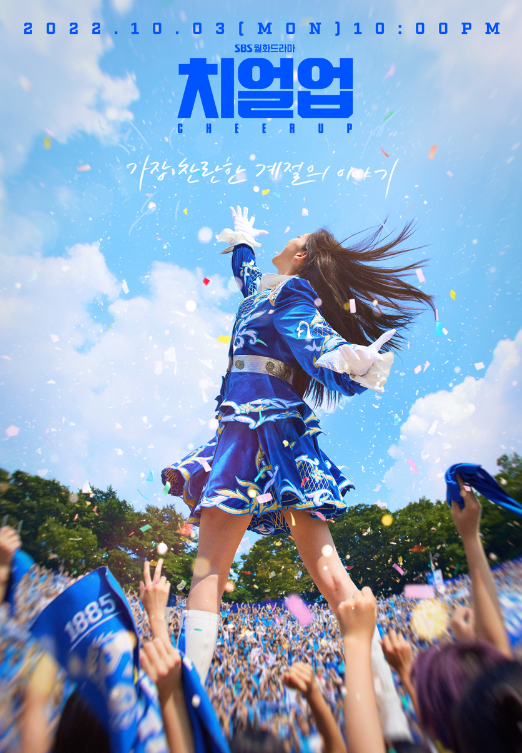 2022.10.03(MON)10:00PM
SBS 월화드라마
치얼업
CHEERUP
가장 찬란한 계절의 이야기
1885